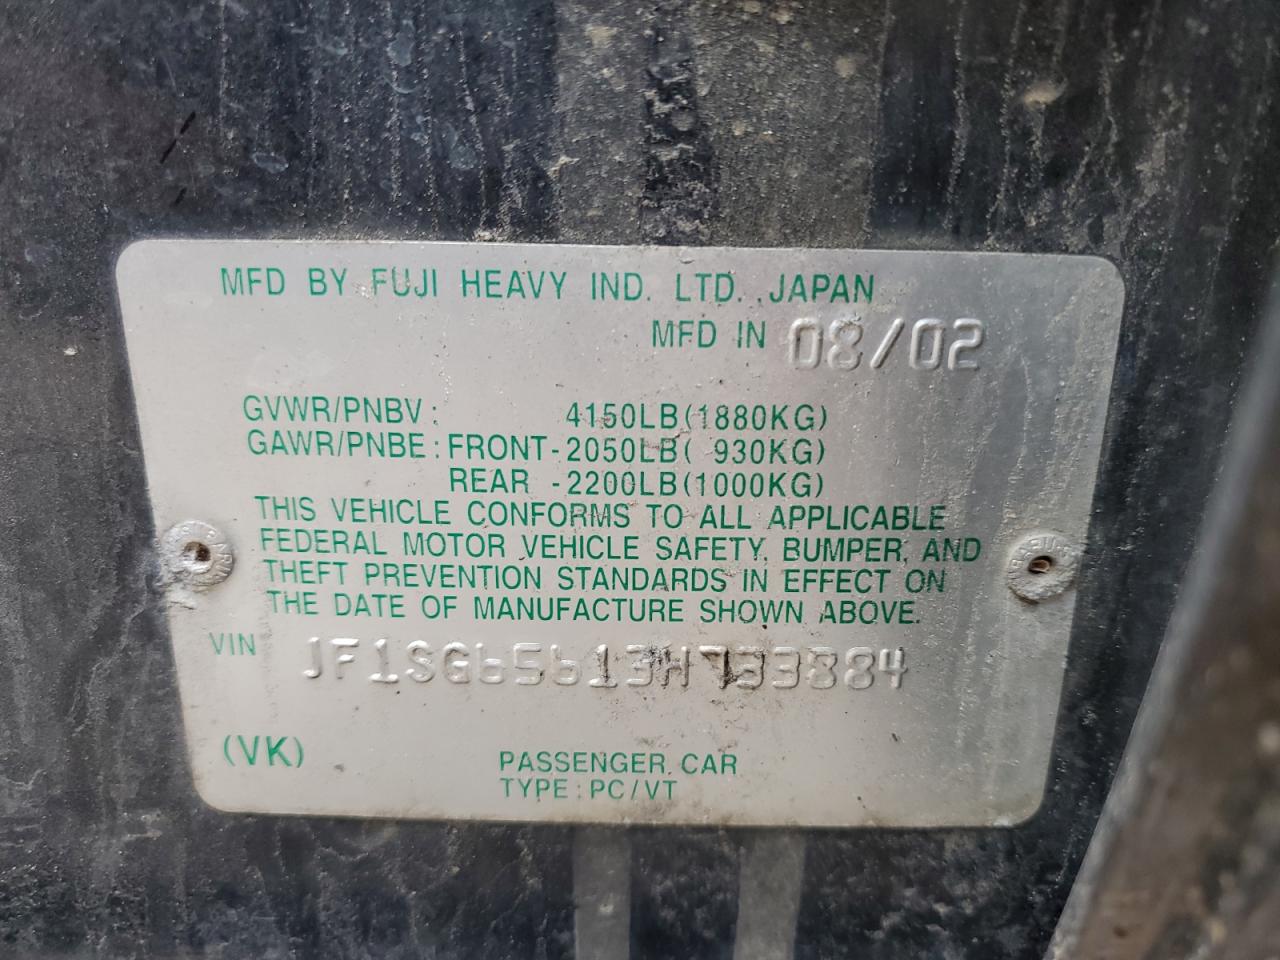 MFD BY FUJI HEAVY IND. LTD. JAPAN
MFD IN 08/02
GVWR/PNBV : 4150LB(1880KG)
GAWR/PNBE : FRONT-2050LB( 930KG)
REAR -2200LB(1000KG)
THIS VEHICLE CONFORMS TO ALL APPLICABLE
FEDERAL MOTOR VEHICLE SAFETY, BUMPER, AND
THEFT PREVENTION STANDARDS IN EFFECT ON
THE DATE OF MANUFACTURE SHOWN ABOVE.
VIN JF1SG65613H733884
(VK) PASSENGER CAR
TYPE : PC/VT